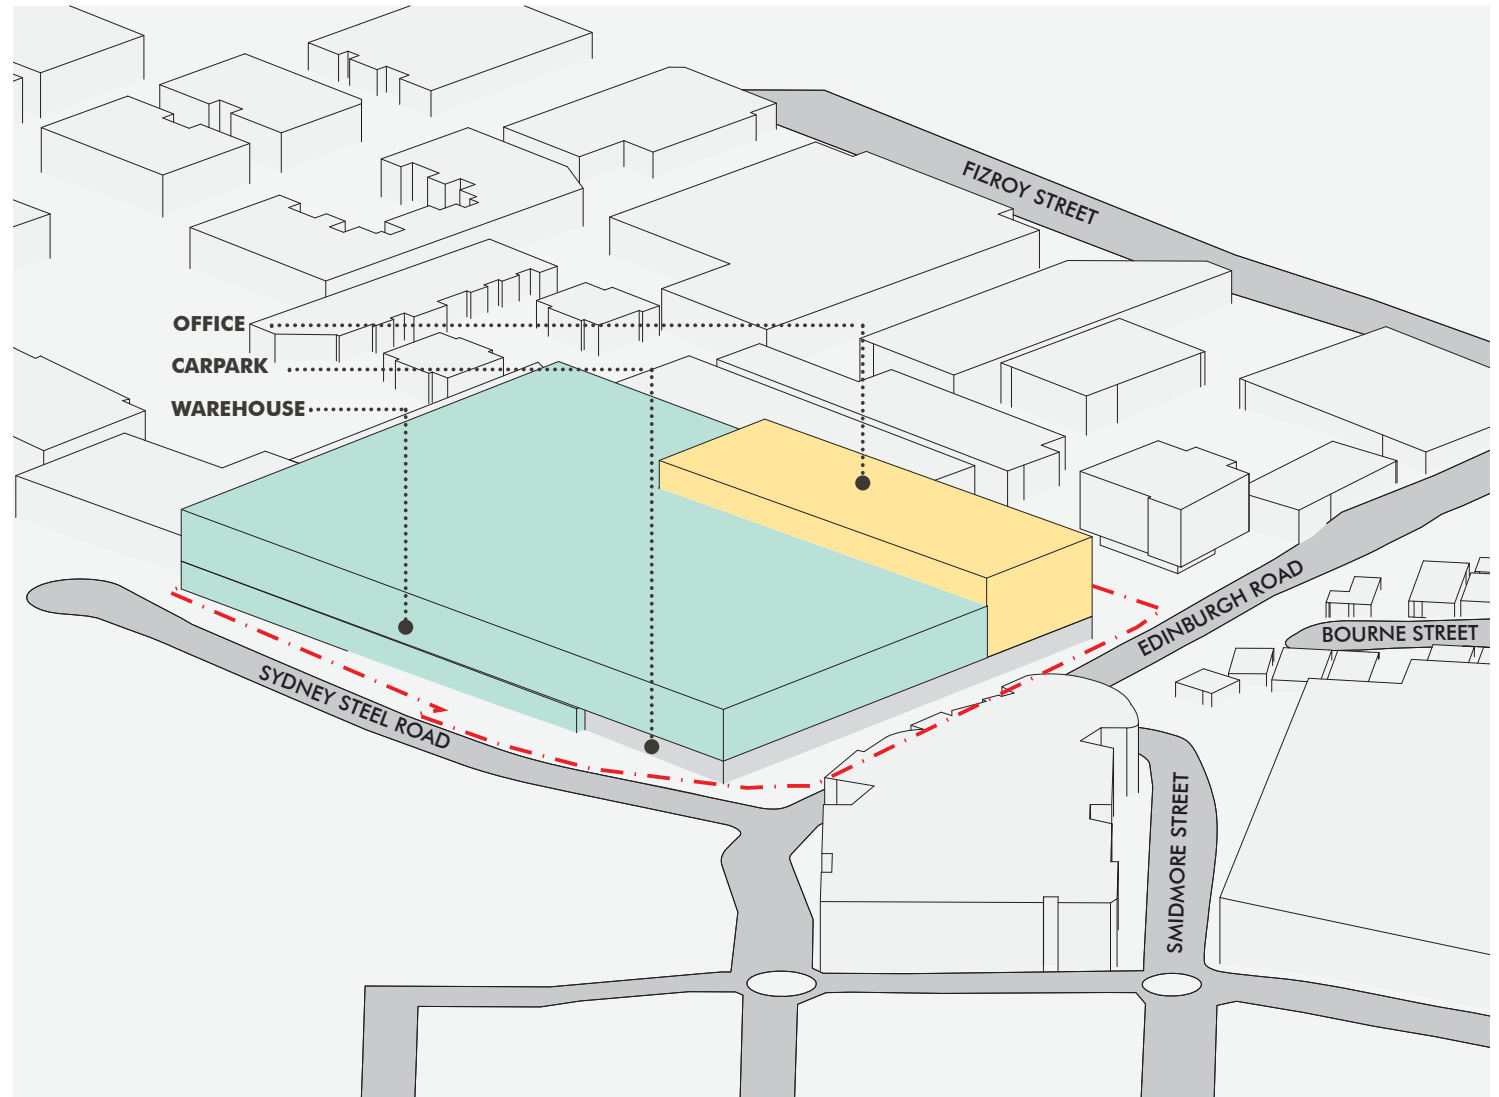 FIZROY STREET
OFFICE
CARPARK
WAREHOUSE
EDINBURGH ROAD
BOURNE STREET
SYDNEY STEEL ROAD
SMIDMORE STREET